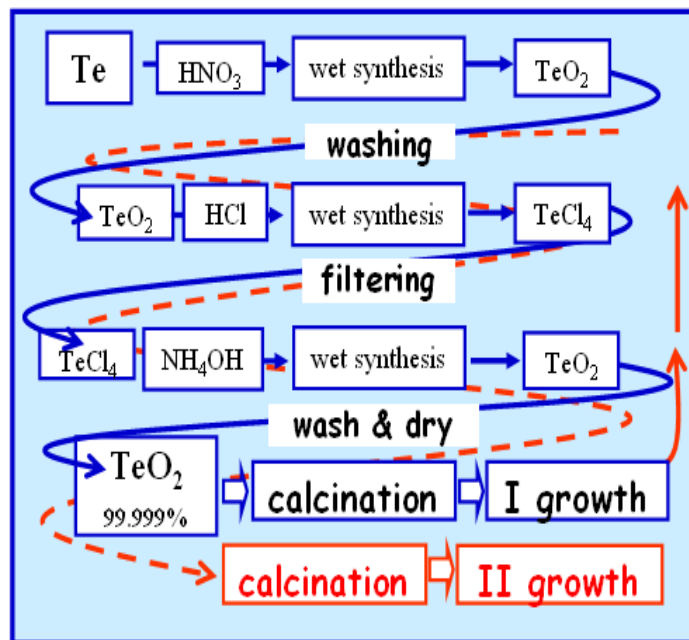 Te HNO₃ wet synthesis TeO₂
washing
TeO₂ HCl wet synthesis TeCl₄
filtering
TeCl₄ NH₄OH wet synthesis TeO₂
wash & dry
TeO₂
99.999%
calcination I growth
calcination II growth